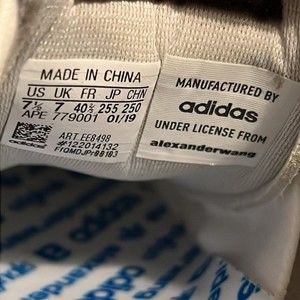 MADE IN CHINA
US UK FR JP CHN
7½ 7 40⅔ 255 250
APE 779001 01/19
ART EE8498
#122014132
MANUFACTURED BY
adidas
UNDER LICENSE FROM
alexanderwang